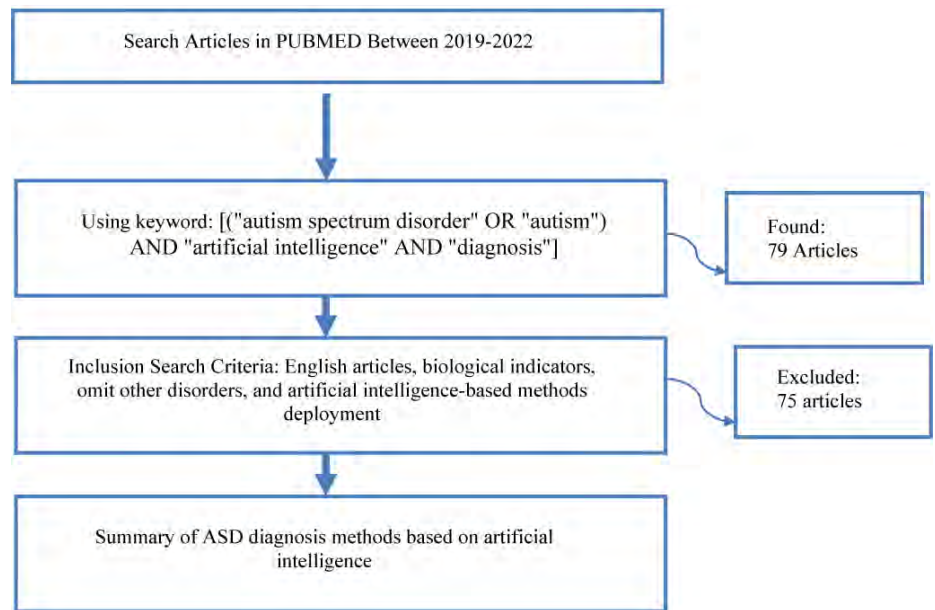 Search Articles in PUBMED Between 2019-2022
Using keyword: [("autism spectrum disorder" OR "autism")
AND "artificial intelligence" AND "diagnosis"]
Found:
79 Articles
Inclusion Search Criteria: English articles, biological indicators,
omit other disorders, and artificial intelligence-based methods
deployment
Excluded:
75 articles
Summary of ASD diagnosis methods based on artificial
intelligence